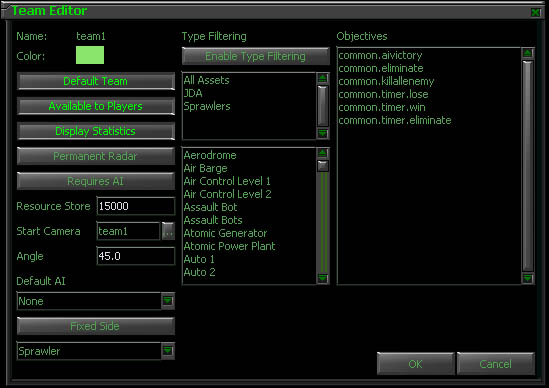 Team Editor
Name: team1
Color:
Default Team
Available to Players
Display Statistics
Permanent Radar
Requires AI
Resource Store 15000
Start Camera team1 ...
Angle 45.0
Default AI
None
Fixed Side
Sprawler
Type Filtering
Enable Type Filtering
All Assets
JDA
Sprawlers
Aerodrome
Air Barge
Air Control Level 1
Air Control Level 2
Assault Bot
Assault Bots
Atomic Generator
Atomic Power Plant
Auto 1
Auto 2
Objectives
common.aivictory
common.eliminate
common.killallenemy
common.timer.lose
common.timer.win
common.timer.eliminate
OK Cancel